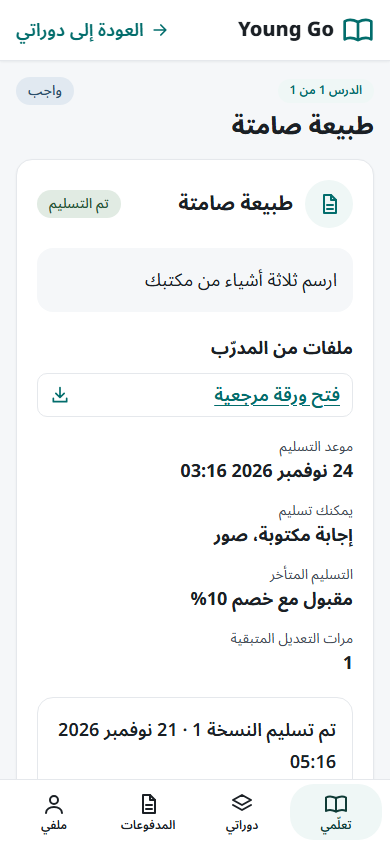 Young Go
العودة إلى دوراتي
الدرس 1 من 1
واجب
طبيعة صامتة
طبيعة صامتة
تم التسليم
ارسم ثلاثة أشياء من مكتبك
ملفات من المدرّب
فتح ورقة مرجعية
موعد التسليم
24 نوفمبر 2026 03:16
يمكنك تسليم
إجابة مكتوبة، صور
التسليم المتأخر
مقبول مع خصم 10%
مرات التعديل المتبقية
1
تم تسليم النسخة 1 · 21 نوفمبر 2026
05:16
تعلّمي
دوراتي
المدفوعات
ملفي